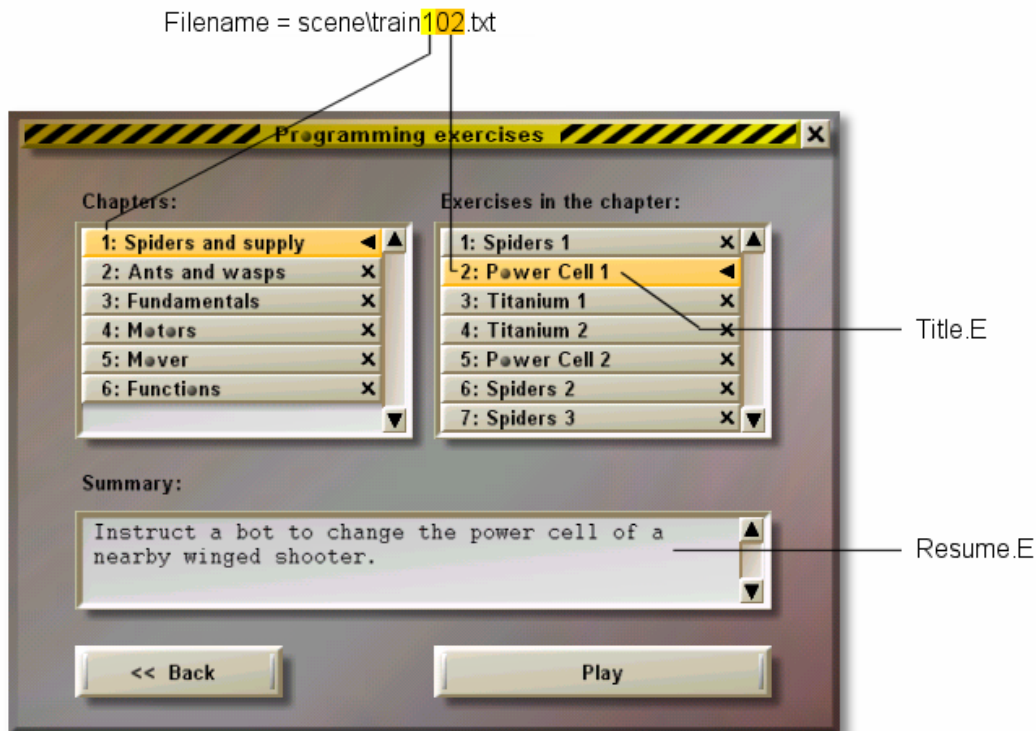 Filename = scene\train102.txt
Programming exercises
Chapters:
1: Spiders and supply
2: Ants and wasps
3: Fundamentals
4: Motors
5: Mover
6: Functions
Exercises in the chapter:
1: Spiders 1
2: Power Cell 1
3: Titanium 1
4: Titanium 2
5: Power Cell 2
6: Spiders 2
7: Spiders 3
Title.E
Summary:
Instruct a bot to change the power cell of a
nearby winged shooter.
Resume.E
<< Back
Play